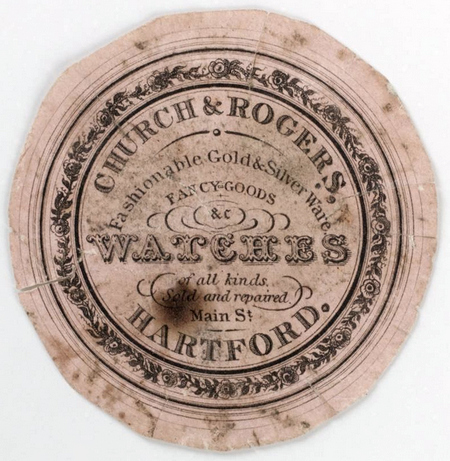 CHURCH & ROGERS,
Fashionable Gold & Silver Ware
FANCY-GOODS
&c
WATCHES
of all kinds,
Sold and repaired,
Main St
HARTFORD.